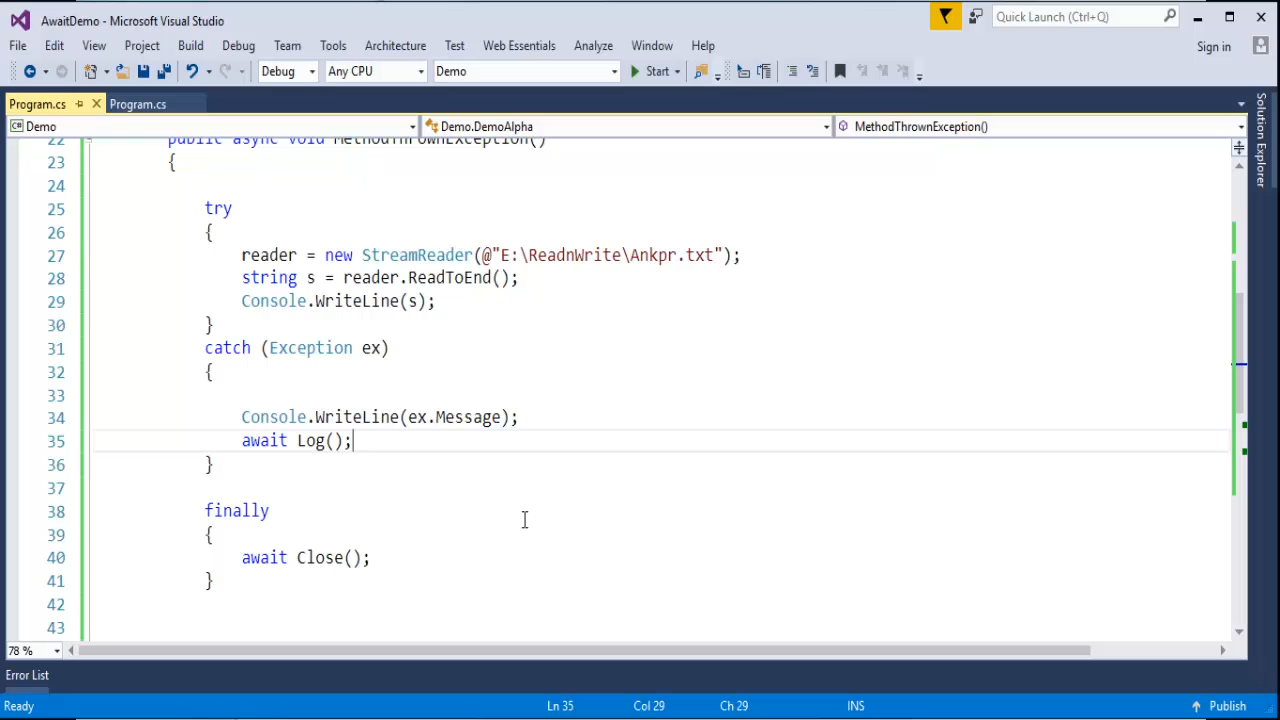 AwaitDemo - Microsoft Visual Studio
Quick Launch (Ctrl+Q)
File Edit View Project Build Debug Team Tools Architecture Test Web Essentials Analyze Window Help
Sign in
Debug Any CPU Demo Start
Program.cs Program.cs
Demo Demo.DemoAlpha MethodThrownException()
22 public async void MethodThrownException()
23 {
24
25 try
26 {
27 reader = new StreamReader(@"E:\ReadnWrite\Ankpr.txt");
28 string s = reader.ReadToEnd();
29 Console.WriteLine(s);
30 }
31 catch (Exception ex)
32 {
33
34 Console.WriteLine(ex.Message);
35 await Log();
36 }
37
38 finally
39 {
40 await Close();
41 }
42
43
78 %
Solution Explorer
Error List
Ready Ln 35 Col 29 Ch 29 INS Publish